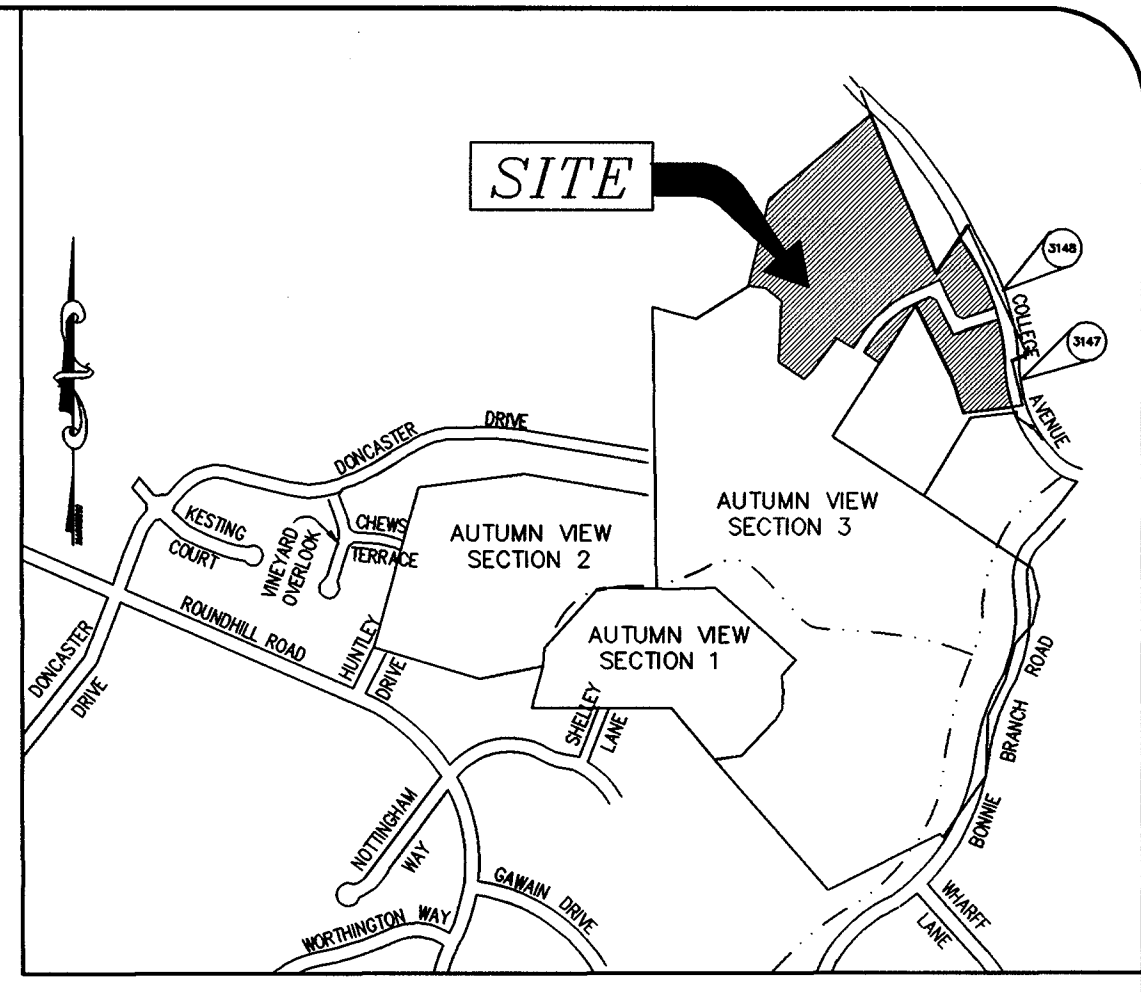 SITE
3148
COLLEGE
3147
AVENUE
DONCASTER DRIVE
KESTING
COURT
VINEYARD
OVERLOOK
CHEWS
TERRACE
AUTUMN VIEW
SECTION 2
AUTUMN VIEW
SECTION 3
ROUNDHILL ROAD
HUNTLEY
DRIVE
AUTUMN VIEW
SECTION 1
DONCASTER
DRIVE
SHELLEY
LANE
BONNIE BRANCH ROAD
NOTTINGHAM
WAY
GAWAIN DRIVE
WORTHINGTON WAY
WHARFF
LANE